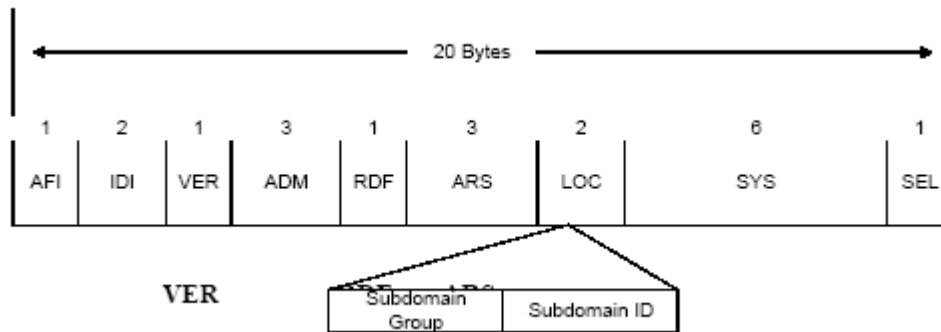 20 Bytes
1 2 1 3 1 3 2 6 1
AFI IDI VER ADM RDF ARS LOC SYS SEL
VER
Subdomain Group Subdomain ID